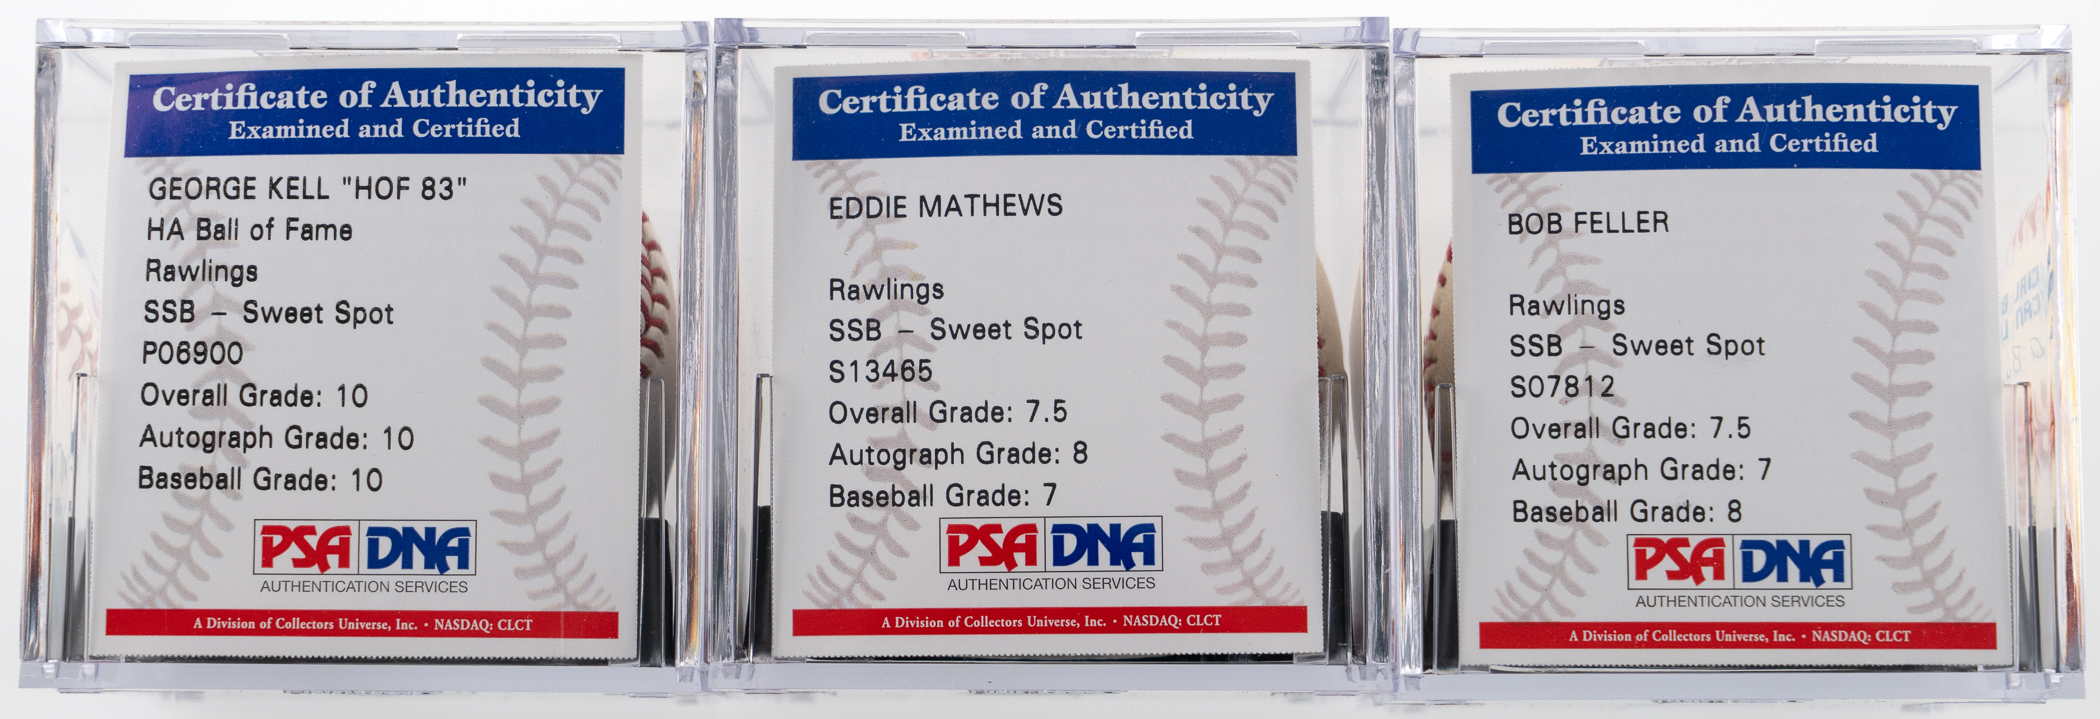 Certificate of Authenticity
Examined and Certified
GEORGE KELL "HOF 83"
HA Ball of Fame
Rawlings
SSB – Sweet Spot
P06900
Overall Grade: 10
Autograph Grade: 10
Baseball Grade: 10
PSA DNA
AUTHENTICATION SERVICES
A Division of Collectors Universe, Inc. • NASDAQ: CLCT
Certificate of Authenticity
Examined and Certified
EDDIE MATHEWS
Rawlings
SSB – Sweet Spot
S13465
Overall Grade: 7.5
Autograph Grade: 8
Baseball Grade: 7
PSA DNA
AUTHENTICATION SERVICES
A Division of Collectors Universe, Inc. • NASDAQ: CLCT
Certificate of Authenticity
Examined and Certified
BOB FELLER
Rawlings
SSB – Sweet Spot
S07812
Overall Grade: 7.5
Autograph Grade: 7
Baseball Grade: 8
PSA DNA
AUTHENTICATION SERVICES
A Division of Collectors Universe, Inc. • NASDAQ: CLCT